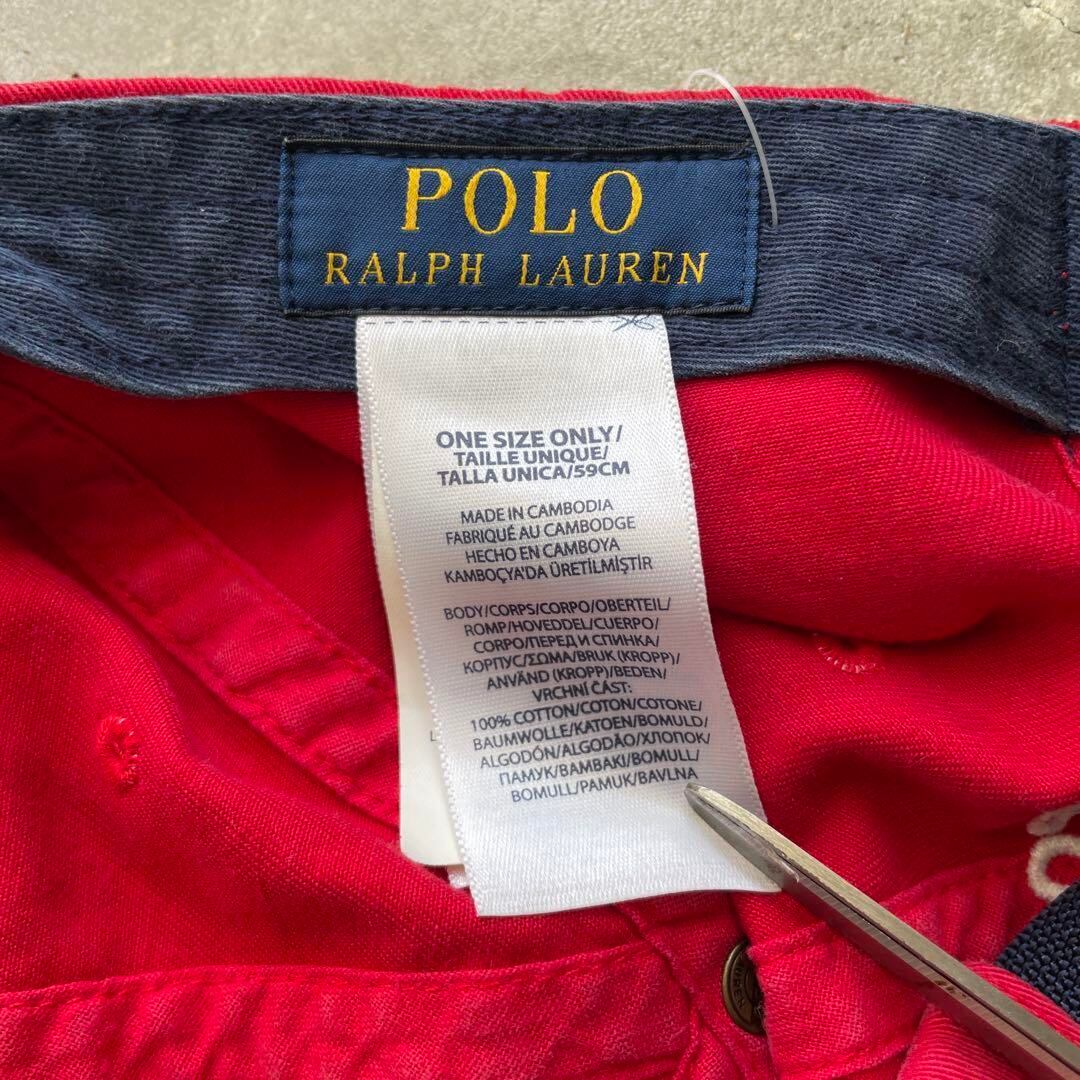 POLO
RALPH LAUREN
ONE SIZE ONLY/
TAILLE UNIQUE/
TALLA UNICA/59CM
MADE IN CAMBODIA
FABRIQUÉ AU CAMBODGE
HECHO EN CAMBOYA
KAMBOÇYA'DA ÜRETİLMİŞTİR
BODY/CORPS/CORPO/OBERTEIL/
ROMP/HOVEDDEL/CUERPO/
CORPO/ПЕРЕД И СПИНКА/
КОРПУС/ΣΩΜΑ/BRUK (KROPP)/
ANVÄND (KROPP)/BEDEN/
VRCHNÍ ČÁST:
100% COTTON/COTON/COTONE/
BAUMWOLLE/KATOEN/BOMULD/
ALGODÓN/ALGODÃO/ХЛОПОК/
ПАМУК/ΒΑΜΒΑΚΙ/BOMULL/
BOMULL/PAMUK/BAVLNA